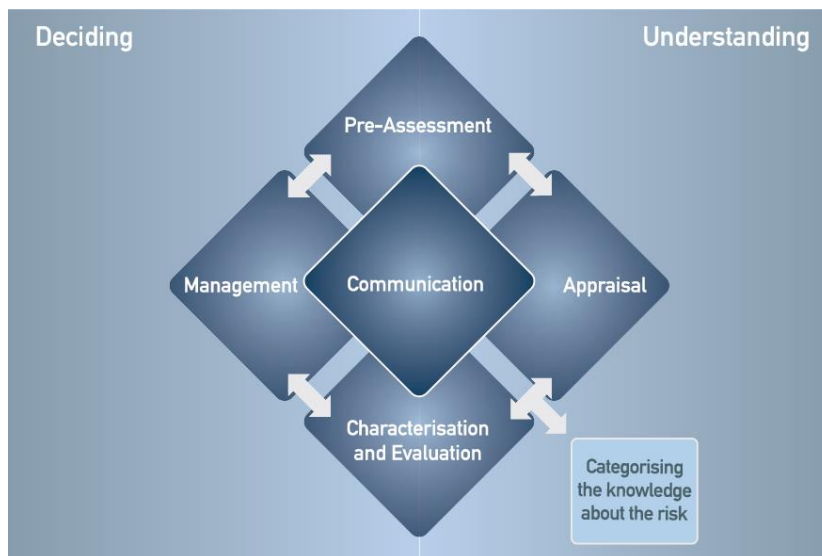 Deciding
Understanding
Pre-Assessment
Management
Communication
Appraisal
Characterisation
and Evaluation
Categorising
the knowledge
about the risk